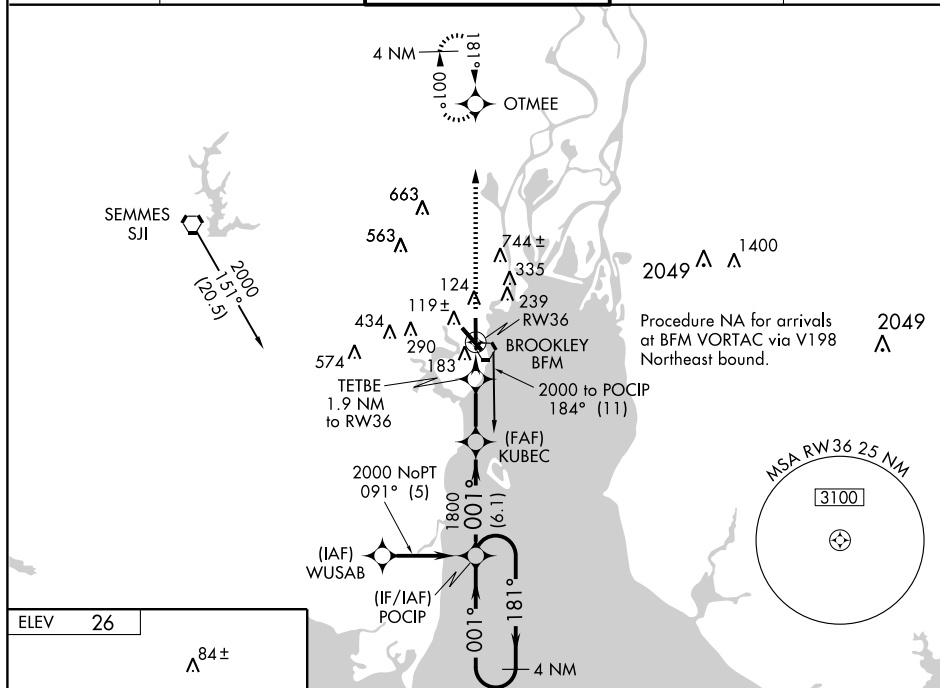 4 NM
181°
001°
OTMEE
SEMMES
SJI
2000
151°
(20.5)
663
563
744±
335
124
239
119±
RW36
434
290
183
574
BROOKLEY
BFM
2049
1400
Procedure NA for arrivals
at BFM VORTAC via V198
Northeast bound.
2049
TETBE
1.9 NM
to RW36
2000 to POCIP
184° (11)
(FAF)
KUBEC
2000 NoPT
091° (5)
1800
001°
(6.1)
(IAF)
WUSAB
(IF/IAF)
POCIP
001°
181°
4 NM
MSA RW36 25 NM
3100
ELEV 26
84±